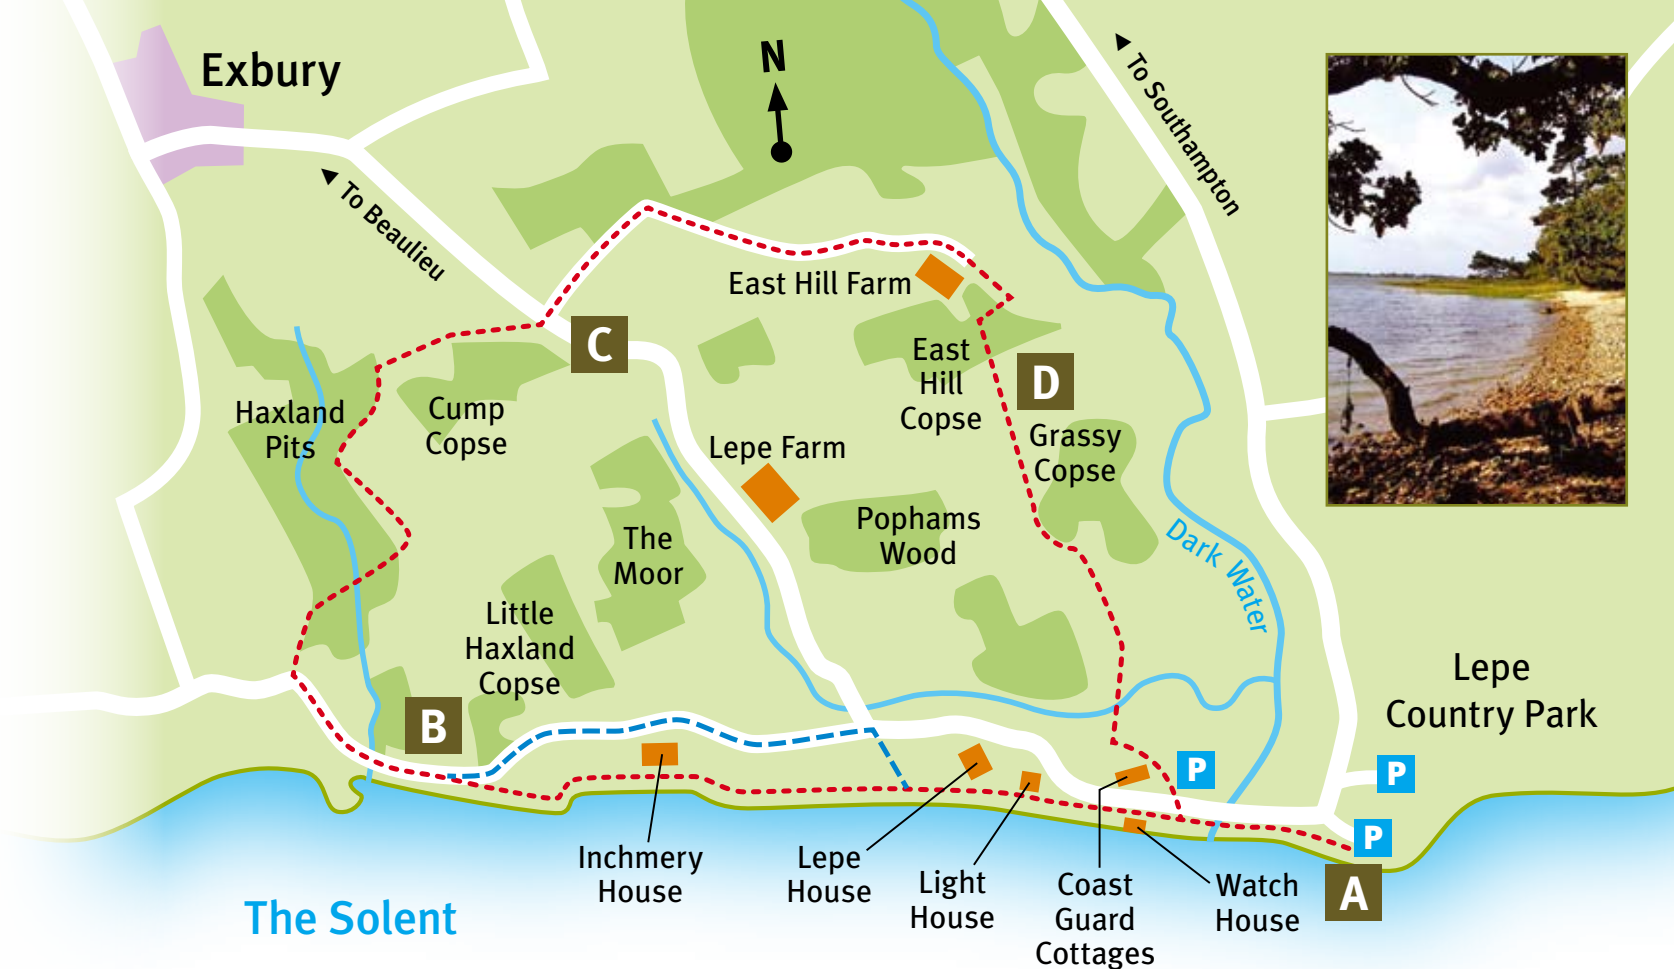 Exbury
N
To Southampton
To Beaulieu
East Hill Farm
C
East
Hill
Copse
D
Haxland
Pits
Cump
Copse
Lepe Farm
Grassy
Copse
The
Moor
Pophams
Wood
Dark Water
Little
Haxland
Copse
Lepe
Country Park
B
P
P
P
Inchmery
House
Lepe
House
Light
House
Coast
Guard
Cottages
Watch
House
A
The Solent